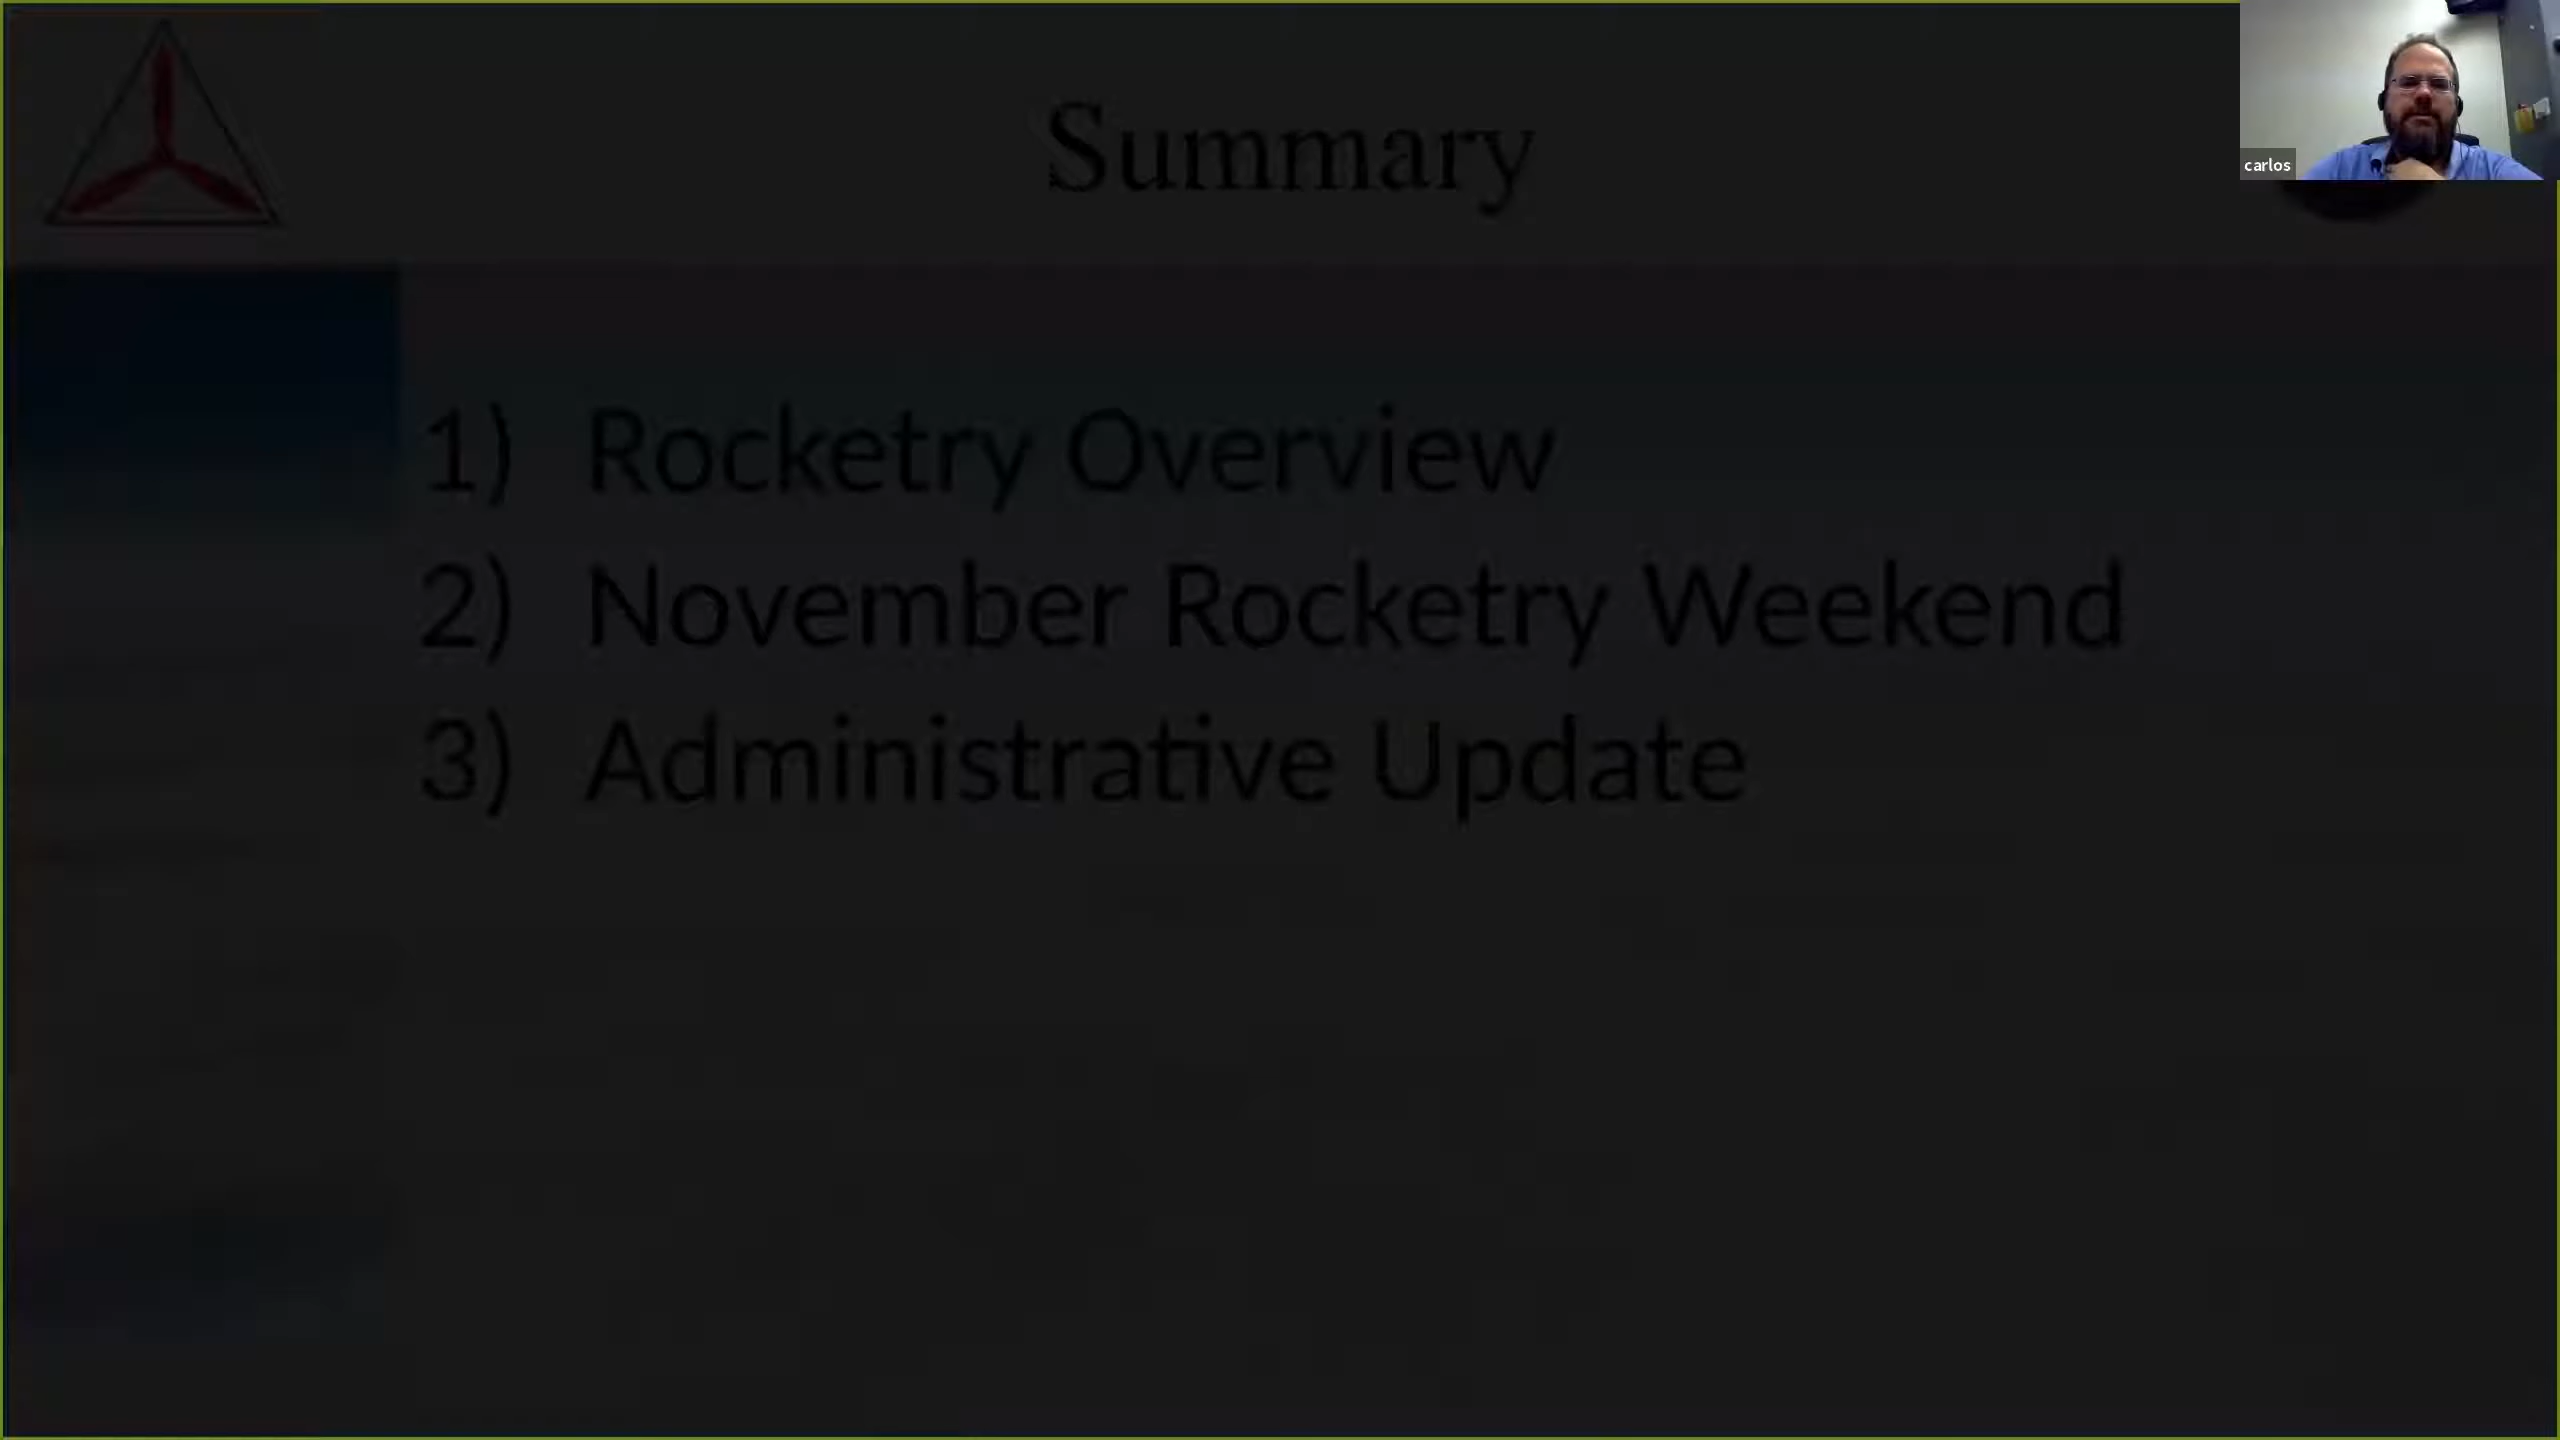 Summary
carlos
1) Rocketry Overview
2) November Rocketry Weekend
3) Administrative Update